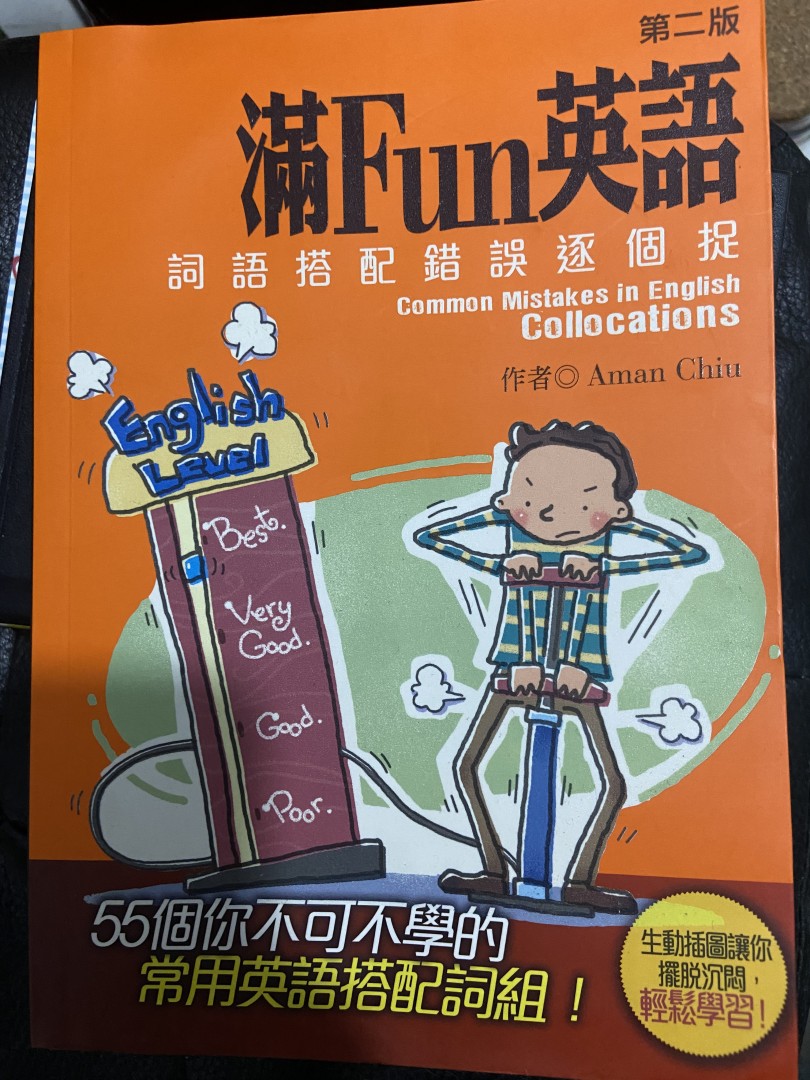 第二版
滿Fun英語
詞語搭配錯誤逐個捉
Common Mistakes in English
Collocations
作者◎ Aman Chiu
English
LEVEl
Best.
Very
Good.
Good.
Poor.
55個你不可不學的
常用英語搭配詞組！
生動插圖讓你
擺脫沉悶，
輕鬆學習！